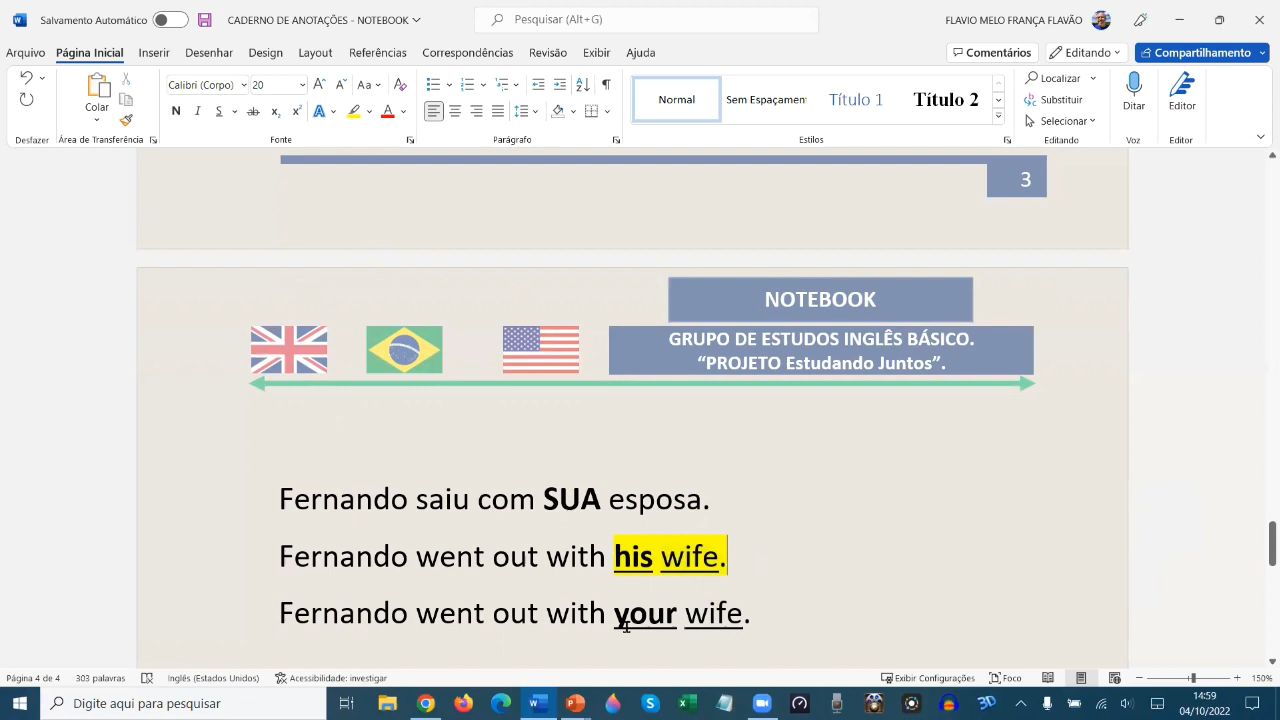 Salvamento Automático
CADERNO DE ANOTAÇÕES - NOTEBOOK
Pesquisar (Alt+G)
FLAVIO MELO FRANÇA FLAVÃO
Arquivo Página Inicial Inserir Desenhar Design Layout Referências Correspondências Revisão Exibir Ajuda
Comentários Editando Compartilhamento
Colar
Calibri (Corpo) 20
Normal Sem Espaçamen Título 1 Título 2
Localizar
Substituir
Selecionar
Ditar
Editor
Desfazer Área de Transferência Fonte Parágrafo Estilos Editando Voz Editor
3
NOTEBOOK
GRUPO DE ESTUDOS INGLÊS BÁSICO.
“PROJETO Estudando Juntos”.
Fernando saiu com SUA esposa.
Fernando went out with his wife.
Fernando went out with your wife.
Página 4 de 4 303 palavras Inglês (Estados Unidos) Acessibilidade: investigar Exibir Configurações Foco 150%
Digite aqui para pesquisar
14:59
04/10/2022